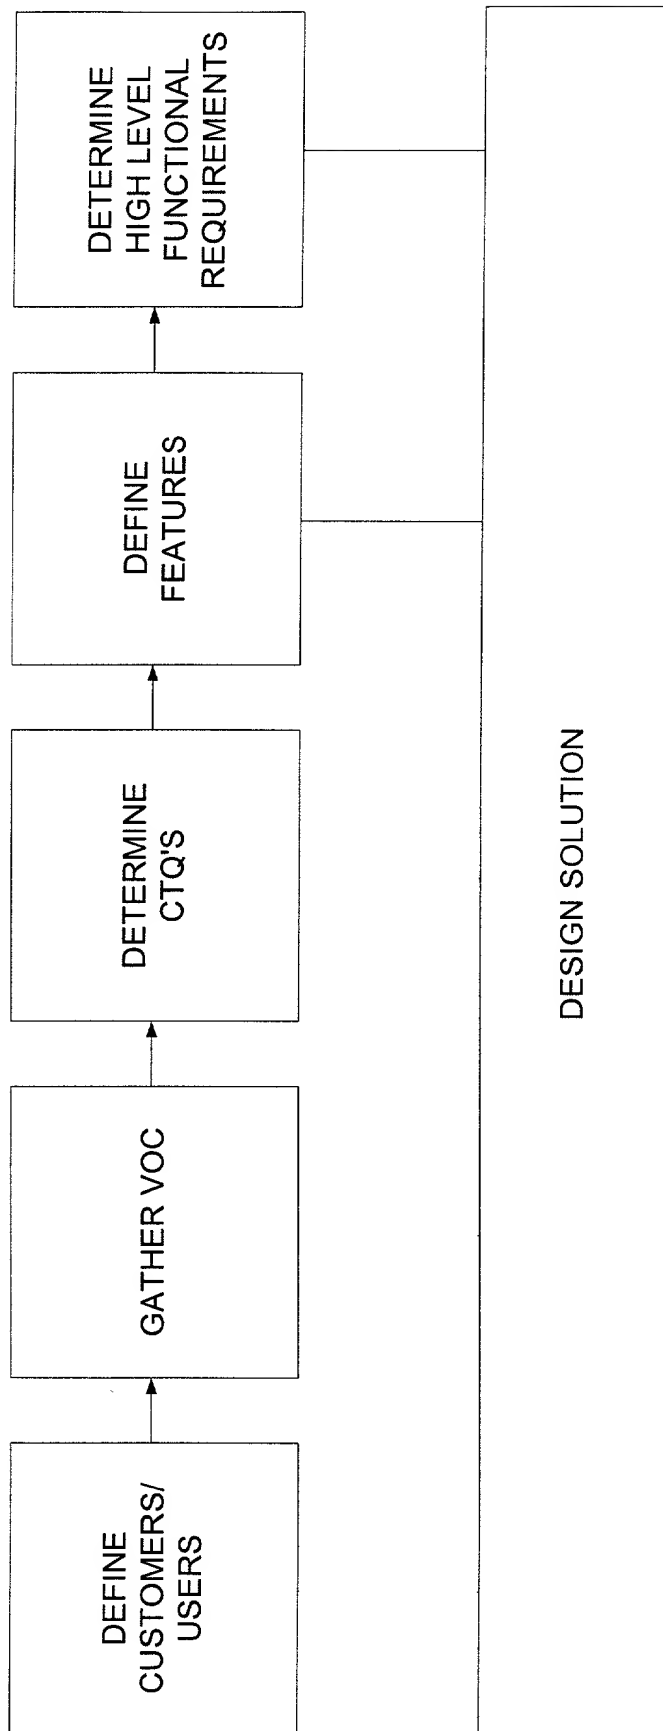 DEFINE
CUSTOMERS/
USERS
GATHER VOC
DETERMINE
CTQ'S
DEFINE
FEATURES
DETERMINE
HIGH LEVEL
FUNCTIONAL
REQUIREMENTS
DESIGN SOLUTION